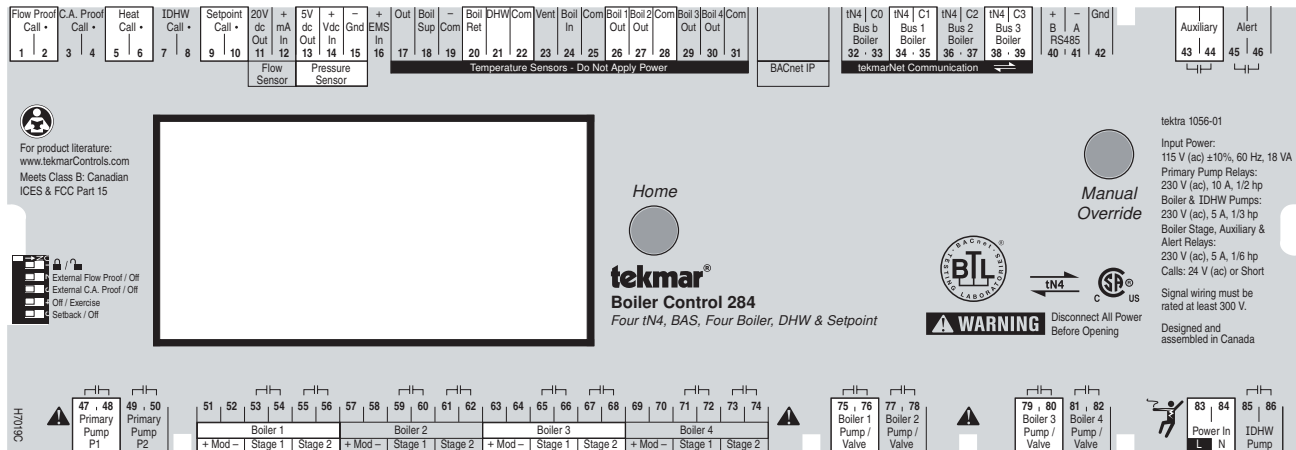 Flow Proof Call • C.A. Proof Call • Heat Call • IDHW Call • Setpoint Call • 20V dc Out + mA In 5V dc Out + Vdc In – Gnd + EMS In Out Boil Sup – Com Boil Ret DHW Com Vent Boil In Com Boil 1 Out Boil 2 Out Com Boil 3 Out Boil 4 Out Com
tN4 C0 Bus b Boiler tN4 C1 Bus 1 Boiler tN4 C2 Bus 2 Boiler tN4 C3 Bus 3 Boiler + B – A RS485 Gnd Auxiliary Alert
1 2 3 4 5 6 7 8 9 10 11 12 13 14 15 16 17 18 19 20 21 22 23 24 25 26 27 28 29 30 31 32 33 34 35 36 37 38 39 40 41 42 43 44 45 46
Flow Sensor Pressure Sensor Temperature Sensors - Do Not Apply Power BACnet IP tekmarNet Communication
For product literature:
www.tekmarControls.com
Meets Class B: Canadian
ICES & FCC Part 15
External Flow Proof / Off
External C.A. Proof / Off
Off / Exercise
Setback / Off
Home
tekmar®
Boiler Control 284
Four tN4, BAS, Four Boiler, DHW & Setpoint
Manual
Override
BACnet
TESTING LABORATORIES
BTL
®
tN4
C SA ® US
WARNING
Disconnect All Power
Before Opening
tektra 1056-01
Input Power:
115 V (ac) ±10%, 60 Hz, 18 VA
Primary Pump Relays:
230 V (ac), 10 A, 1/2 hp
Boiler & IDHW Pumps:
230 V (ac), 5 A, 1/3 hp
Boiler Stage, Auxiliary &
Alert Relays:
230 V (ac), 5 A, 1/6 hp
Calls: 24 V (ac) or Short
Signal wiring must be
rated at least 300 V.
Designed and
assembled in Canada
H7019C
47 48 49 50 51 52 53 54 55 56 57 58 59 60 61 62 63 64 65 66 67 68 69 70 71 72 73 74 75 76 77 78 79 80 81 82 83 84 85 86
Primary Pump P1 Primary Pump P2
Boiler 1 Boiler 2 Boiler 3 Boiler 4
+ Mod – Stage 1 Stage 2 + Mod – Stage 1 Stage 2 + Mod – Stage 1 Stage 2 + Mod – Stage 1 Stage 2
Boiler 1 Pump / Valve Boiler 2 Pump / Valve Boiler 3 Pump / Valve Boiler 4 Pump / Valve
Power In L N IDHW Pump